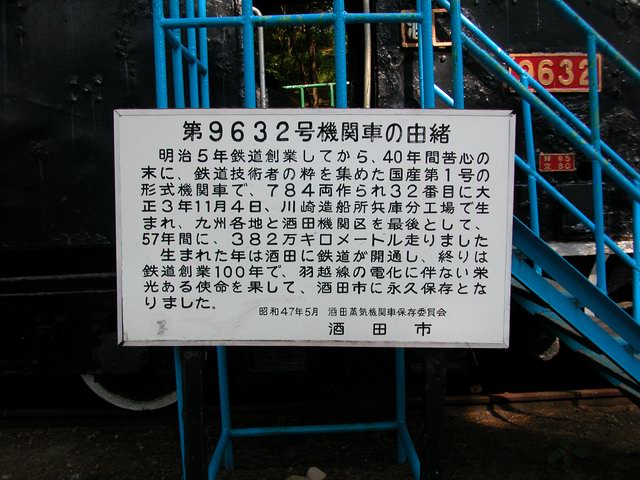 酒
9632
第9632号機関車の由緒
明治5年鉄道創業してから、40年間苦心の
末に、鉄道技術者の粋を集めた国産第1号の
形式機関車で、784両作られ32番目に大
正3年11月4日、川崎造船所兵庫分工場で生
まれ、九州各地と酒田機関区を最後として、
57年間に、382万キロメートル走りました
生まれた年は酒田に鉄道が開通し、終りは
鉄道創業100年で、羽越線の電化に伴ない栄
光ある使命を果して、酒田市に永久保存とな
りました。
昭和47年5月 酒田蒸気機関車保存委員会
酒田市